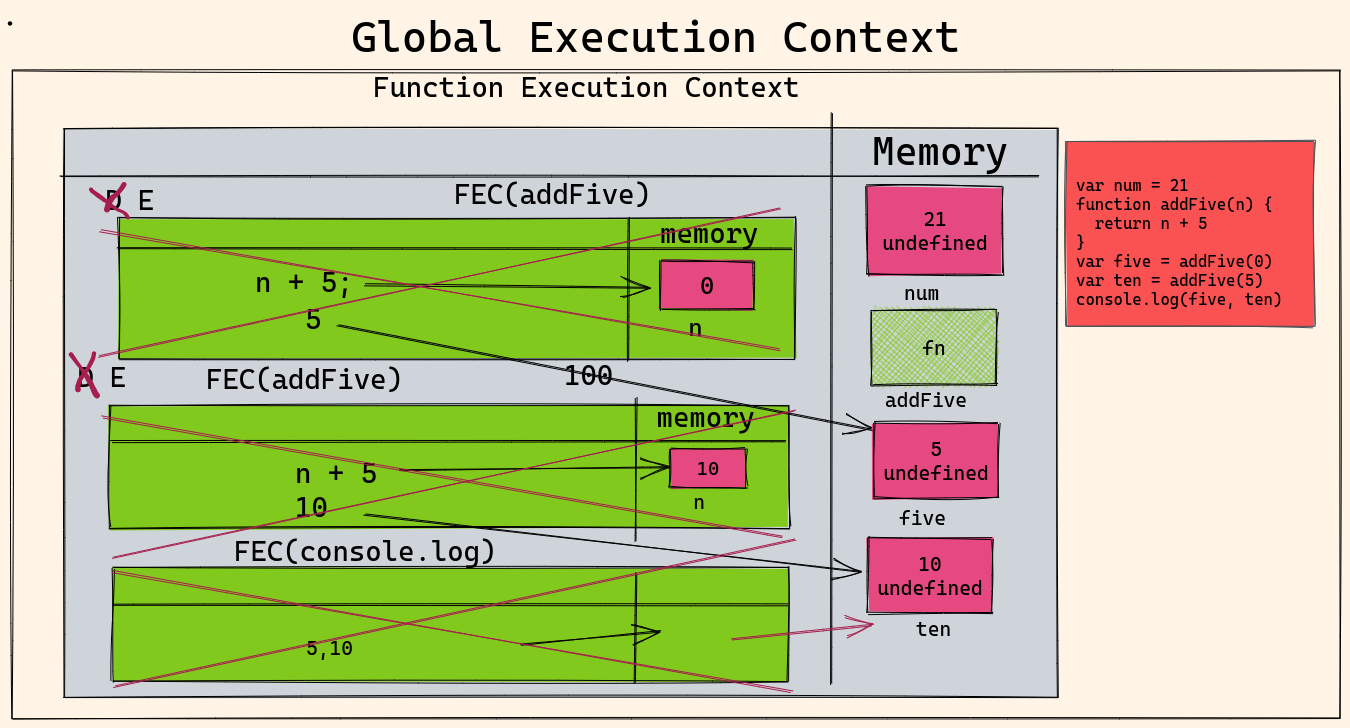 Global Execution Context
Function Execution Context
Memory
D E
FEC(addFive)
memory
n + 5;
0
5
n
D E
FEC(addFive)
100
memory
n + 5
10
10
n
FEC(console.log)
5,10
21
undefined
num
fn
addFive
5
undefined
five
10
undefined
ten
var num = 21
function addFive(n) {
  return n + 5
}
var five = addFive(0)
var ten = addFive(5)
console.log(five, ten)